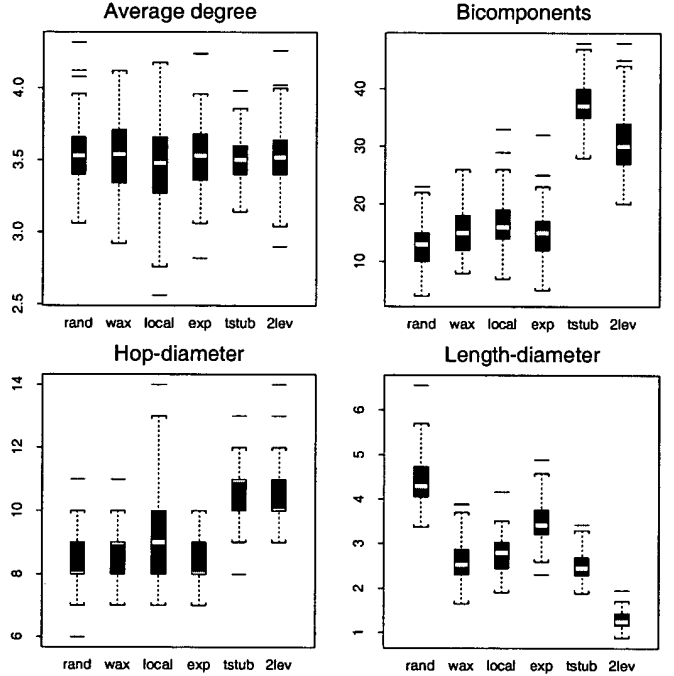 Average degree
4.0
3.5
3.0
2.5
rand wax local exp tstub 2lev
Bicomponents
40
30
20
10
rand wax local exp tstub 2lev
Hop-diameter
14
12
10
8
6
rand wax local exp tstub 2lev
Length-diameter
6
5
4
3
2
1
rand wax local exp tstub 2lev